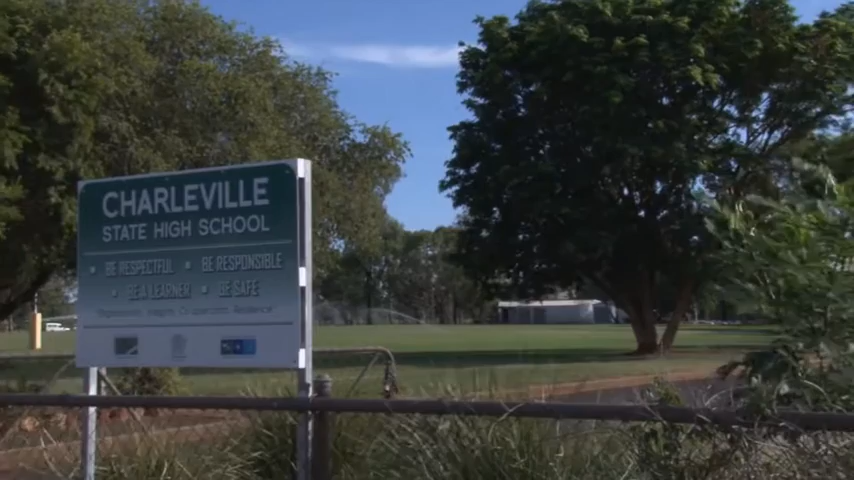 CHARLEVILLE
STATE HIGH SCHOOL
• BE RESPECTFUL • BE RESPONSIBLE
• BE A LEARNER • BE SAFE